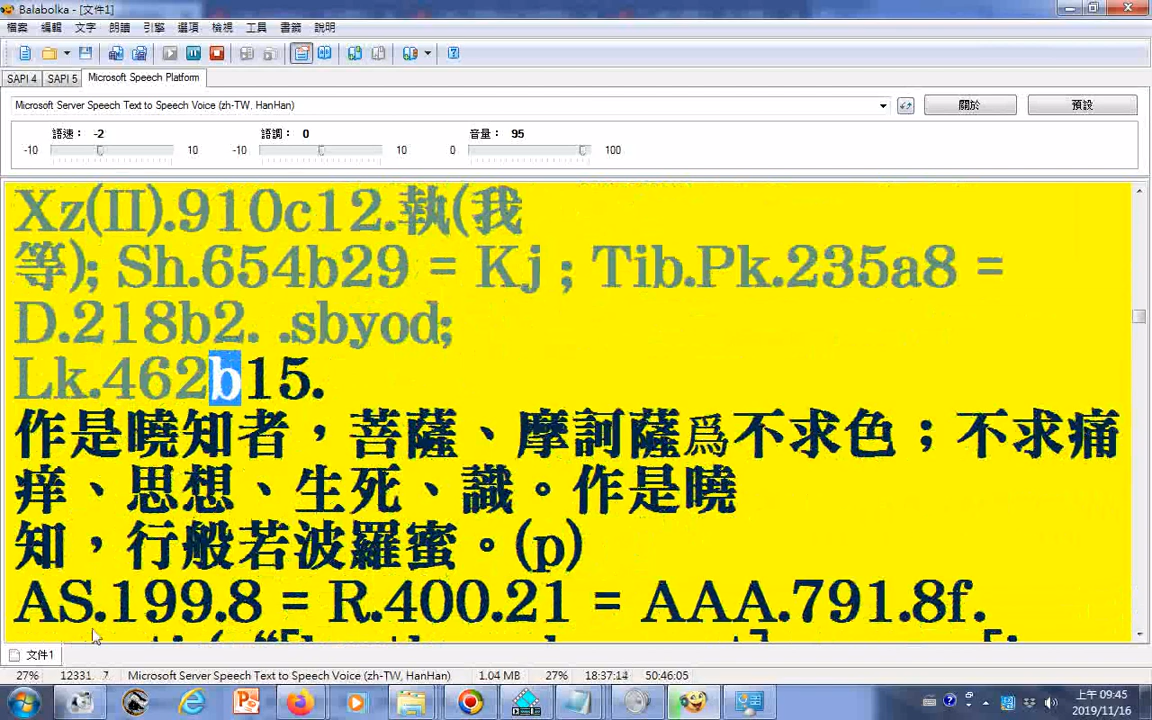 Balabolka - [文件1]
檔案 編輯 文字 朗讀 引擎 選項 檢視 工具 書籤 說明
SAPI 4 SAPI 5 Microsoft Speech Platform
Microsoft Server Speech Text to Speech Voice (zh-TW, HanHan) 關於 預設
語速： -2 語調： 0 音量： 95
-10 10 -10 10 0 100
Xz(II).910c12.執(我
等); Sh.654b29 = Kj ; Tib.Pk.235a8 =
D.218b2. .sbyod;
Lk.462b15.
作是曉知者，菩薩、摩訶薩爲不求色；不求痛
痒、思想、生死、識。作是曉
知，行般若波羅蜜。(p)
AS.199.8 = R.400.21 = AAA.791.8f.
文件1
27% 12331. 7 Microsoft Server Speech Text to Speech Voice (zh-TW, HanHan) 1.04 MB 27% 18:37:14 50:46:05
上午 09:45
2019/11/16